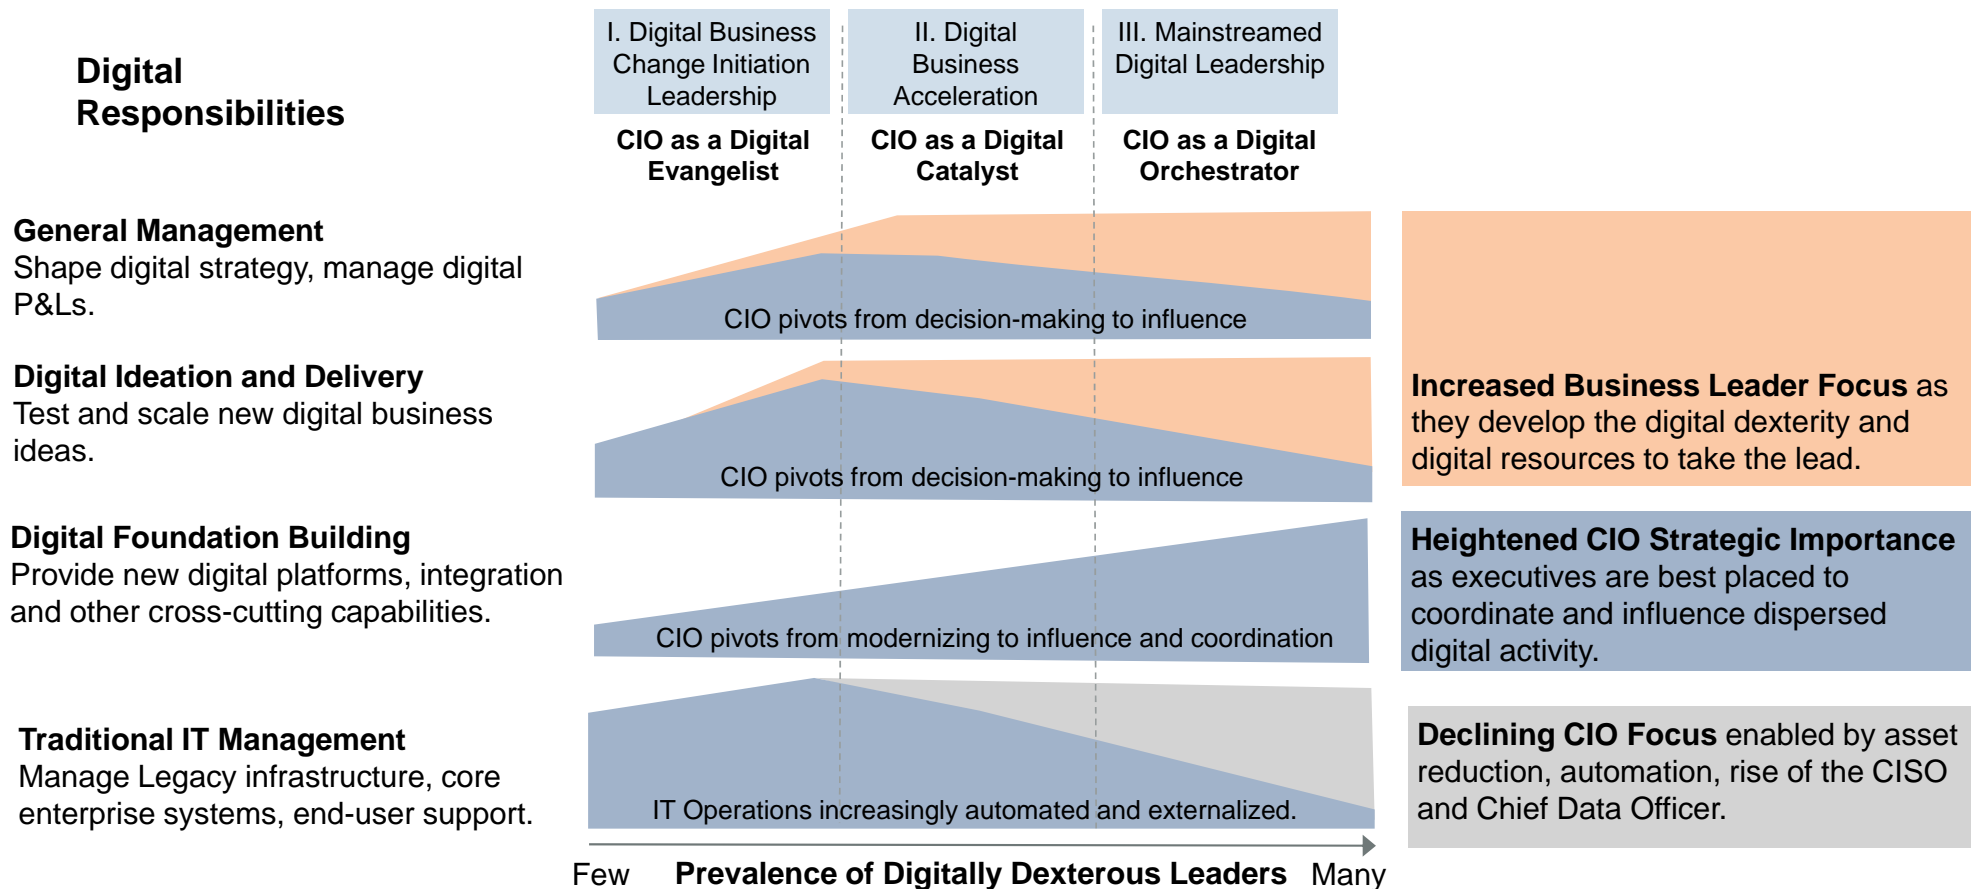 Digital
Responsibilities
I. Digital Business
Change Initiation
Leadership
II. Digital
Business
Acceleration
III. Mainstreamed
Digital Leadership
CIO as a Digital
Evangelist
CIO as a Digital
Catalyst
CIO as a Digital
Orchestrator
General Management
Shape digital strategy, manage digital
P&Ls.
CIO pivots from decision-making to influence
Digital Ideation and Delivery
Test and scale new digital business
ideas.
CIO pivots from decision-making to influence
Increased Business Leader Focus as
they develop the digital dexterity and
digital resources to take the lead.
Digital Foundation Building
Provide new digital platforms, integration
and other cross-cutting capabilities.
CIO pivots from modernizing to influence and coordination
Heightened CIO Strategic Importance
as executives are best placed to
coordinate and influence dispersed
digital activity.
Traditional IT Management
Manage Legacy infrastructure, core
enterprise systems, end-user support.
IT Operations increasingly automated and externalized.
Declining CIO Focus enabled by asset
reduction, automation, rise of the CISO
and Chief Data Officer.
Few Prevalence of Digitally Dexterous Leaders Many